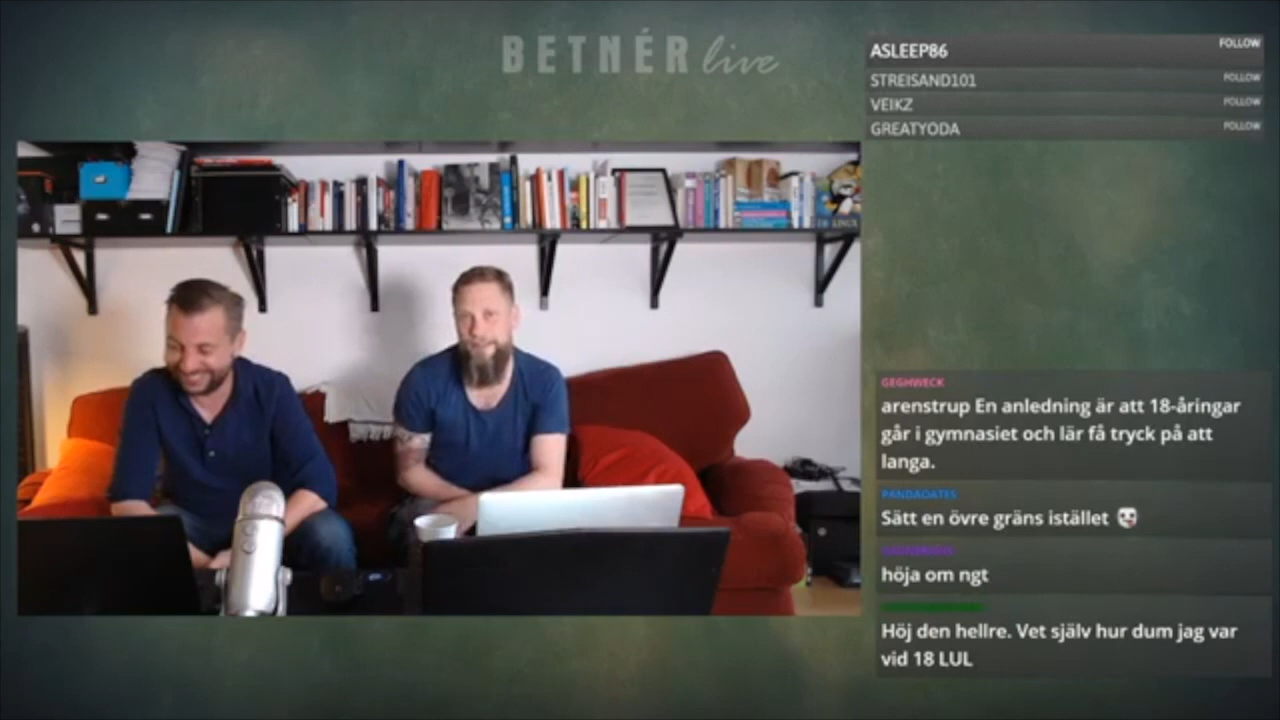 BETNÉR live
ASLEEP86 FOLLOW
STREISAND101 FOLLOW
VEIKZ FOLLOW
GREATYODA FOLLOW
GEGHWECK
arenstrup En anledning är att 18-åringar
går i gymnasiet och lär få tryck på att
langa.
PANDAOATES
Sätt en övre gräns istället
höja om ngt
Höj den hellre. Vet själv hur dum jag var
vid 18 LUL